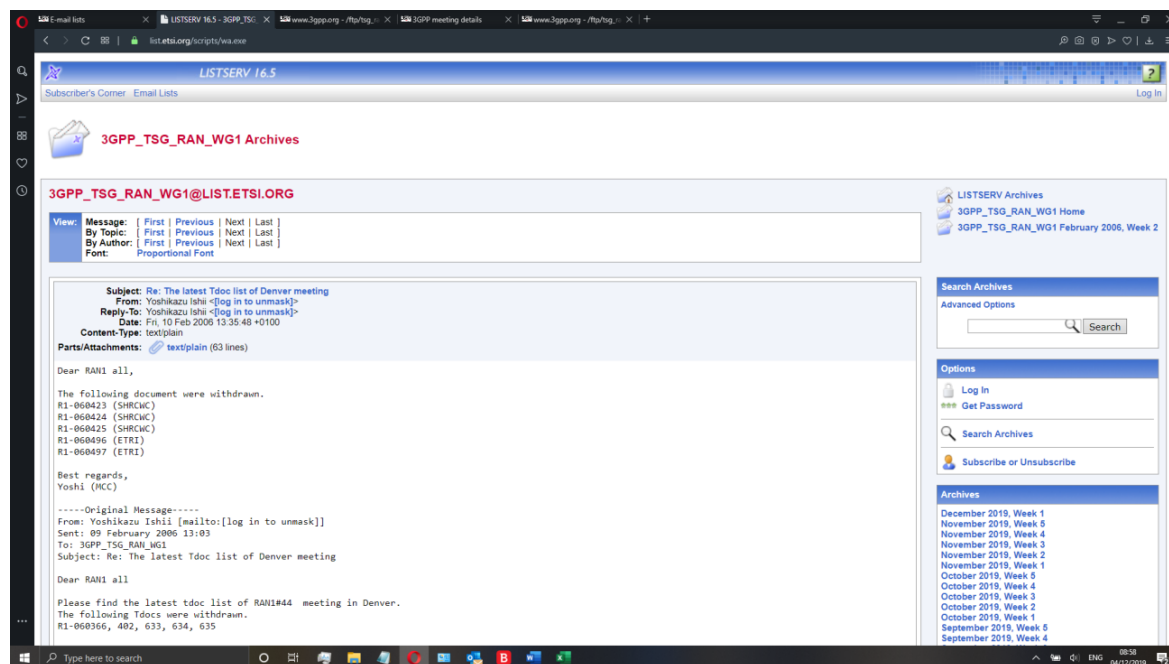 E-mail lists
LISTSERV 16.5 - 3GPP_TSG_
www.3gpp.org - /ftp/tsg_
3GPP meeting details
www.3gpp.org - /ftp/tsg_
list.etsi.org/scripts/wa.exe
LISTSERV 16.5
Subscriber's Corner Email Lists
Log In
3GPP_TSG_RAN_WG1 Archives
3GPP_TSG_RAN_WG1@LIST.ETSI.ORG
View: Message: [ First | Previous | Next | Last ]
By Topic: [ First | Previous | Next | Last ]
By Author: [ First | Previous | Next | Last ]
Font: Proportional Font
Subject: Re: The latest Tdoc list of Denver meeting
From: Yoshikazu Ishii <[log in to unmask]>
Reply-To: Yoshikazu Ishii <[log in to unmask]>
Date: Fri, 10 Feb 2006 13:35:48 +0100
Content-Type: text/plain
Parts/Attachments: text/plain (63 lines)
Dear RAN1 all,
The following document were withdrawn.
R1-060423 (SHRCWC)
R1-060424 (SHRCWC)
R1-060425 (SHRCWC)
R1-060496 (ETRI)
R1-060497 (ETRI)
Best regards,
Yoshi (MCC)
-----Original Message-----
From: Yoshikazu Ishii [mailto:[log in to unmask]]
Sent: 09 February 2006 13:03
To: 3GPP_TSG_RAN_WG1
Subject: Re: The latest Tdoc list of Denver meeting
Dear RAN1 all
Please find the latest tdoc list of RAN1#44 meeting in Denver.
The following Tdocs were withdrawn.
R1-060366, 402, 633, 634, 635
LISTSERV Archives
3GPP_TSG_RAN_WG1 Home
3GPP_TSG_RAN_WG1 February 2006, Week 2
Search Archives
Advanced Options
Search
Options
Log In
Get Password
Search Archives
Subscribe or Unsubscribe
Archives
December 2019, Week 1
November 2019, Week 5
November 2019, Week 4
November 2019, Week 3
November 2019, Week 2
November 2019, Week 1
October 2019, Week 5
October 2019, Week 4
October 2019, Week 3
October 2019, Week 2
October 2019, Week 1
September 2019, Week 5
September 2019, Week 4
Type here to search
ENG
08:58
04/12/2019